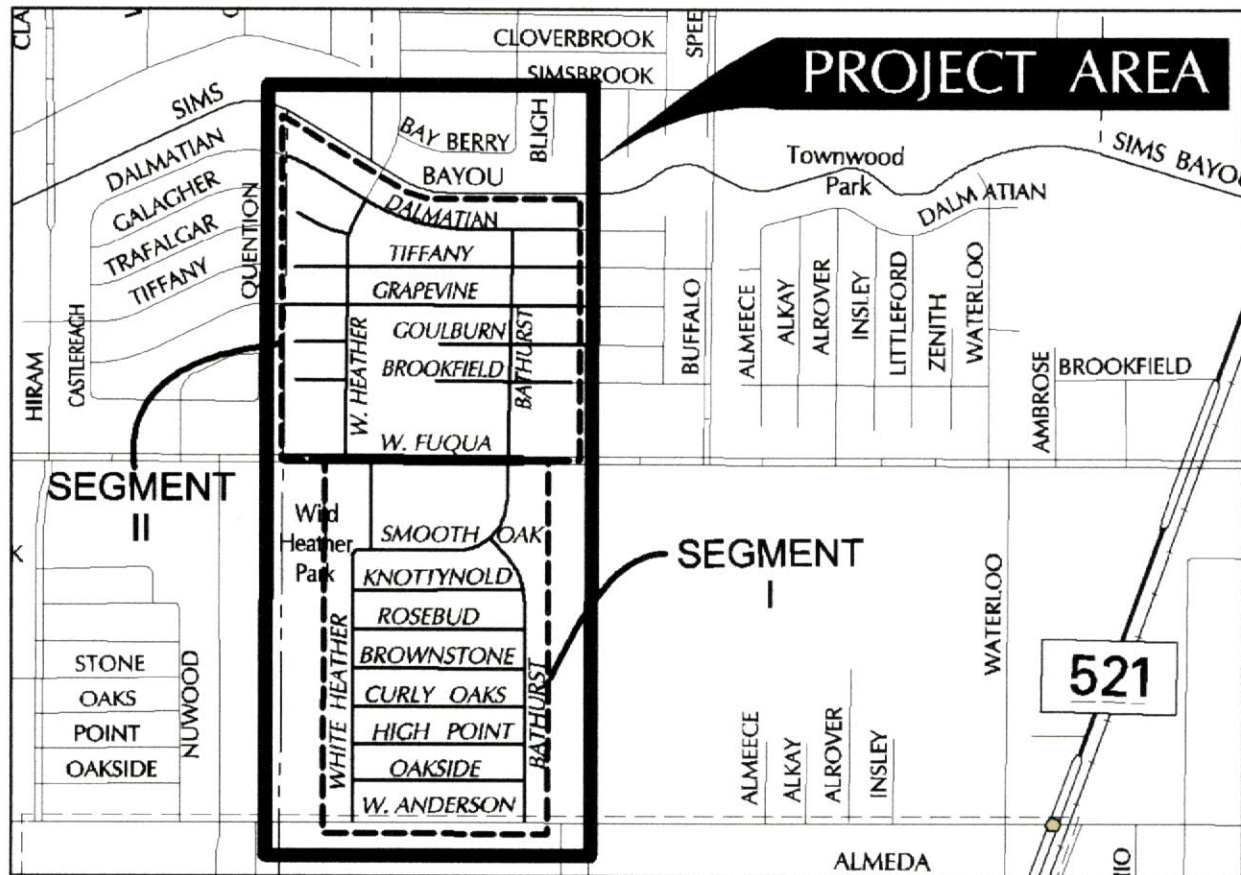 CLOVERBROOK
SIMSBROOK
PROJECT AREA
SIMS
DALMATIAN
GALAGHER
TRAFALGAR
TIFFANY
QUENTION
BAY BERRY
BLIGH
BAYOU
DALMATIAN
TIFFANY
GRAPEVINE
GOULBURN
BROOKFIELD
W. HEATHER
BATHURST
W. FUQUA
Townwood
Park
SIMS BAYOU
DALMATIAN
BUFFALO
ALMEECE
ALKAY
ALROVER
INSLEY
LITTLEFORD
ZENITH
WATERLOO
AMBROSE
BROOKFIELD
HIRAM
CASTLEREAGH
SEGMENT
II
Wild
Heather
Park
SMOOTH OAK
KNOTTYNOLD
ROSEBUD
BROWNSTONE
CURLY OAKS
HIGH POINT
OAKSIDE
W. ANDERSON
WHITE HEATHER
BATHURST
SEGMENT
I
STONE
OAKS
POINT
OAKSIDE
NUWOOD
WATERLOO
521
ALMEECE
ALKAY
ALROVER
INSLEY
ALMEDA